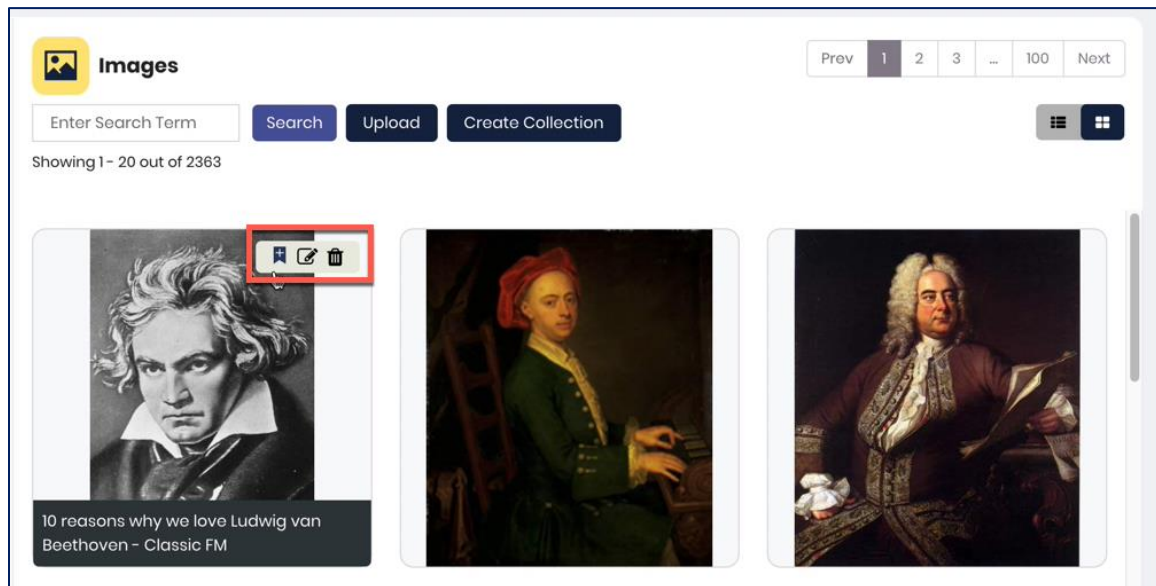 Images
Prev 1 2 3 ... 100 Next
Enter Search Term Search Upload Create Collection
Showing 1 - 20 out of 2363
10 reasons why we love Ludwig van
Beethoven - Classic FM